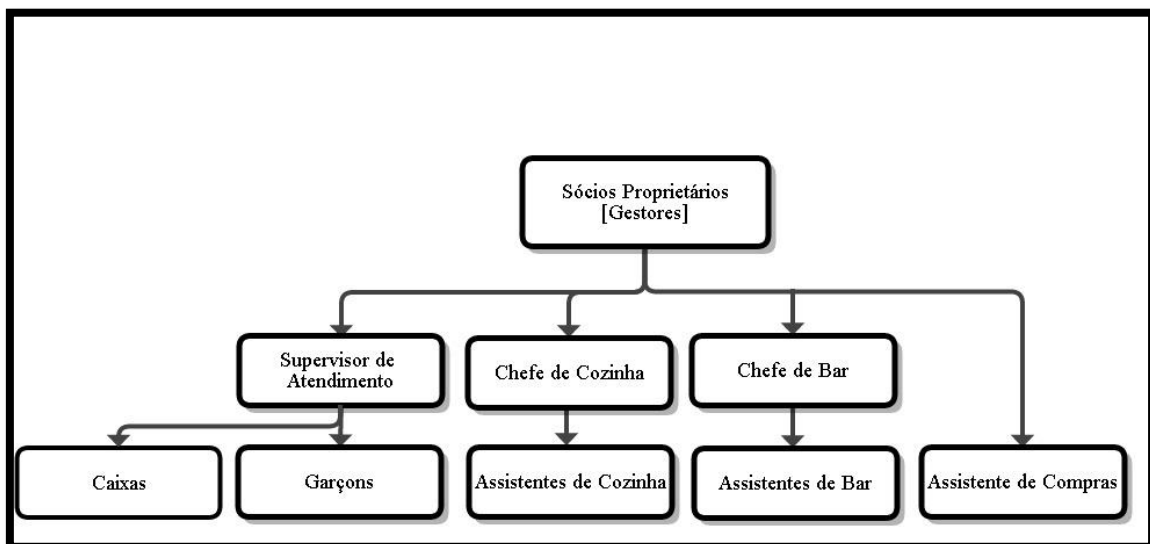 Sócios Proprietários
[Gestores]
Supervisor de
Atendimento
Chefe de Cozinha
Chefe de Bar
Caixas
Garçons
Assistentes de Cozinha
Assistentes de Bar
Assistente de Compras